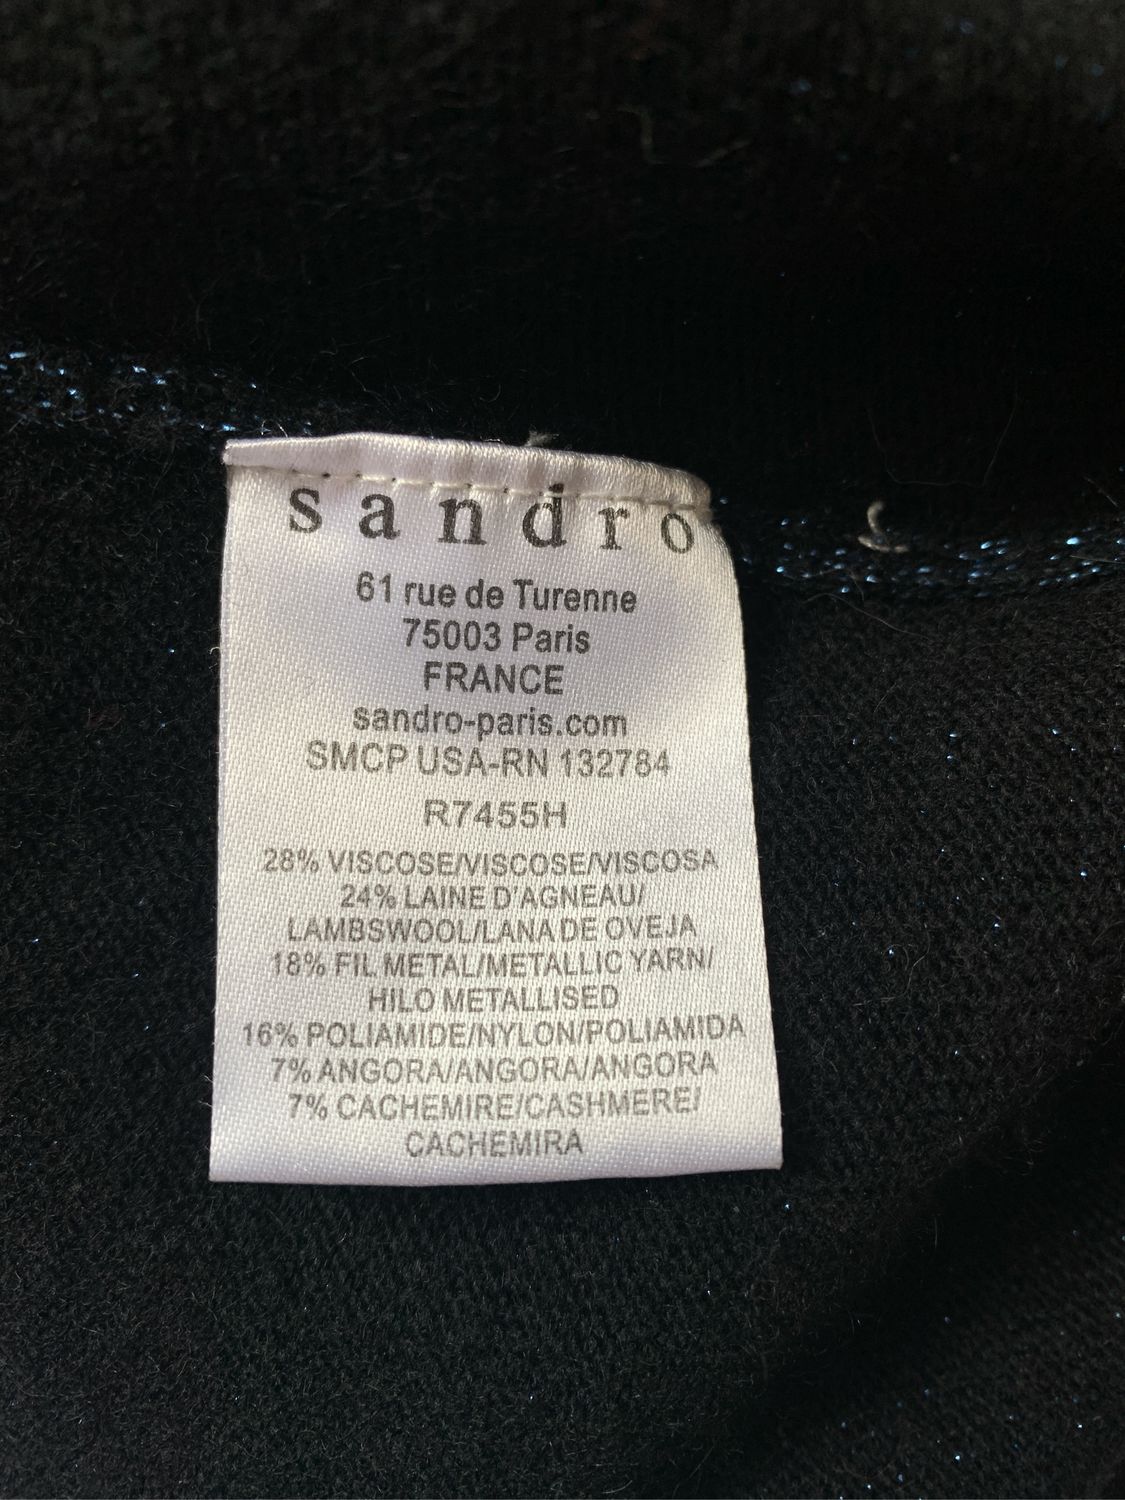 sandro
61 rue de Turenne
75003 Paris
FRANCE
sandro-paris.com
SMCP USA-RN 132784
R7455H
28% VISCOSE/VISCOSE/VISCOSA
24% LAINE D'AGNEAU/
LAMBSWOOL/LANA DE OVEJA
18% FIL METAL/METALLIC YARN/
HILO METALLISED
16% POLIAMIDE/NYLON/POLIAMIDA
7% ANGORA/ANGORA/ANGORA
7% CACHEMIRE/CASHMERE/
CACHEMIRA